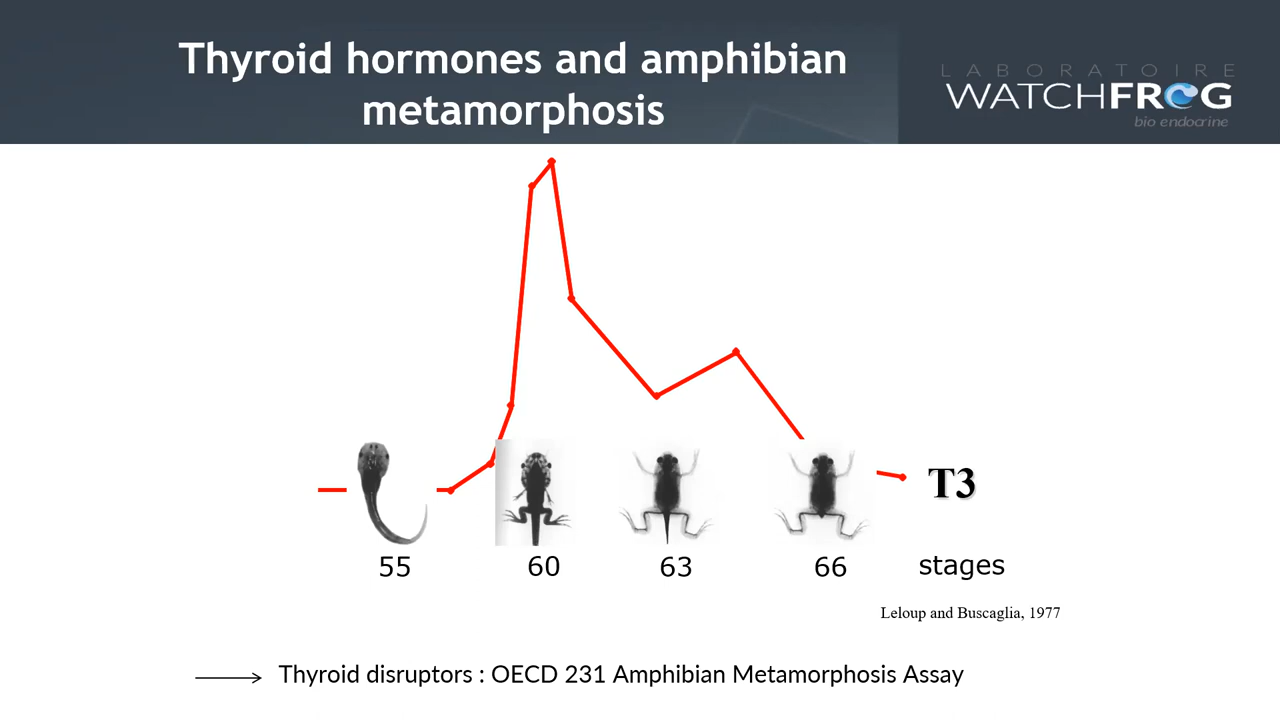 Thyroid hormones and amphibian
metamorphosis
LABORATOIRE
WATCHFROG
bio endocrine
T3
55 60 63 66 stages
Leloup and Buscaglia, 1977
Thyroid disruptors : OECD 231 Amphibian Metamorphosis Assay